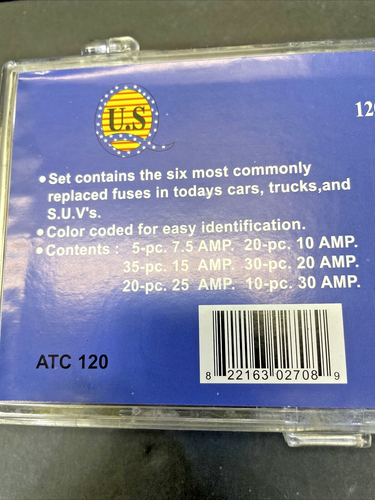 U.S
120
• Set contains the six most commonly
replaced fuses in todays cars, trucks,and
S.U.V's.
• Color coded for easy identification.
• Contents : 5-pc. 7.5 AMP. 20-pc. 10 AMP.
35-pc. 15 AMP. 30-pc. 20 AMP.
20-pc. 25 AMP. 10-pc. 30 AMP.
ATC 120
8 22163 02708 9